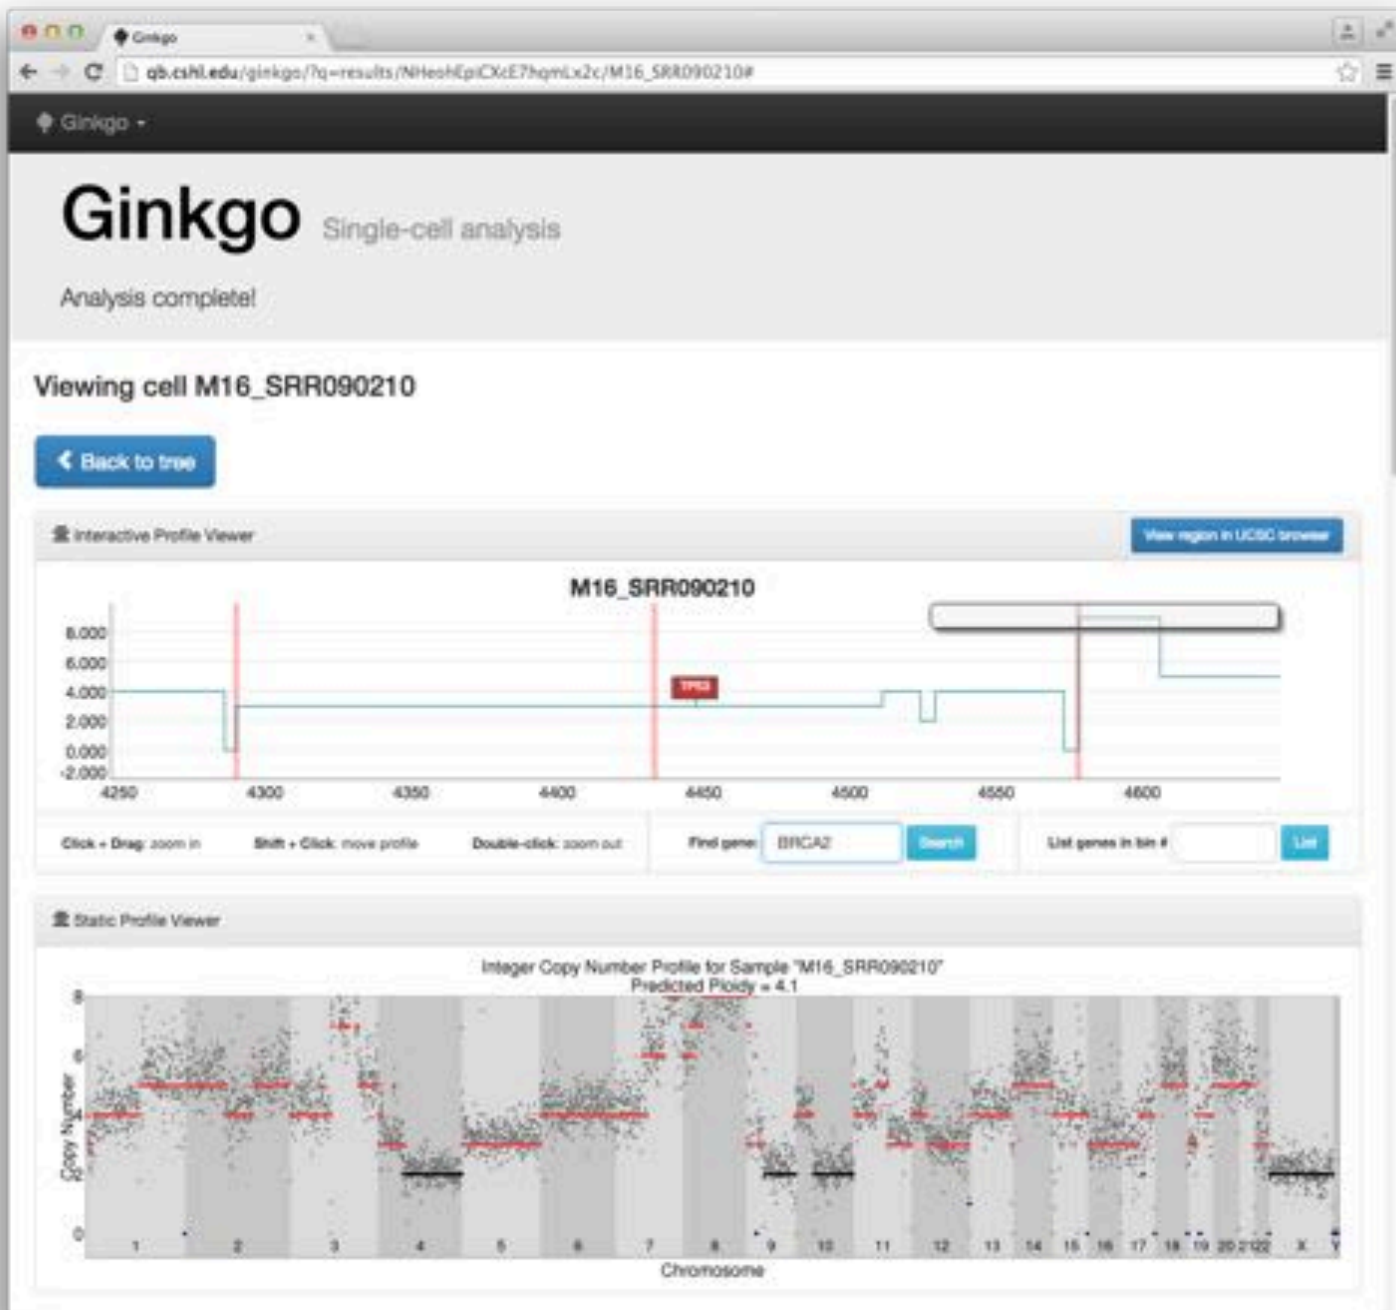 Ginkgo
qb.cshl.edu/ginkgo/?q=results/NHeohEpiCXcE7hqmLx2c/M16_SRR090210#
Ginkgo
Ginkgo Single-cell analysis
Analysis complete!
Viewing cell M16_SRR090210
Back to tree
Interactive Profile Viewer
View region in UCSC browser
M16_SRR090210
8.000
6.000
4.000
2.000
0.000
-2.000
TP53
4250 4300 4350 4400 4450 4500 4550 4600
Click + Drag: zoom in Shift + Click: move profile Double-click: zoom out Find gene: BRCA2 Search List genes in bin # List
Static Profile Viewer
Integer Copy Number Profile for Sample "M16_SRR090210"
Predicted Ploidy = 4.1
Copy Number
8
6
4
2
0
1 2 3 4 5 6 7 8 9 10 11 12 13 14 15 16 17 18 19 20 21 22 X Y
Chromosome